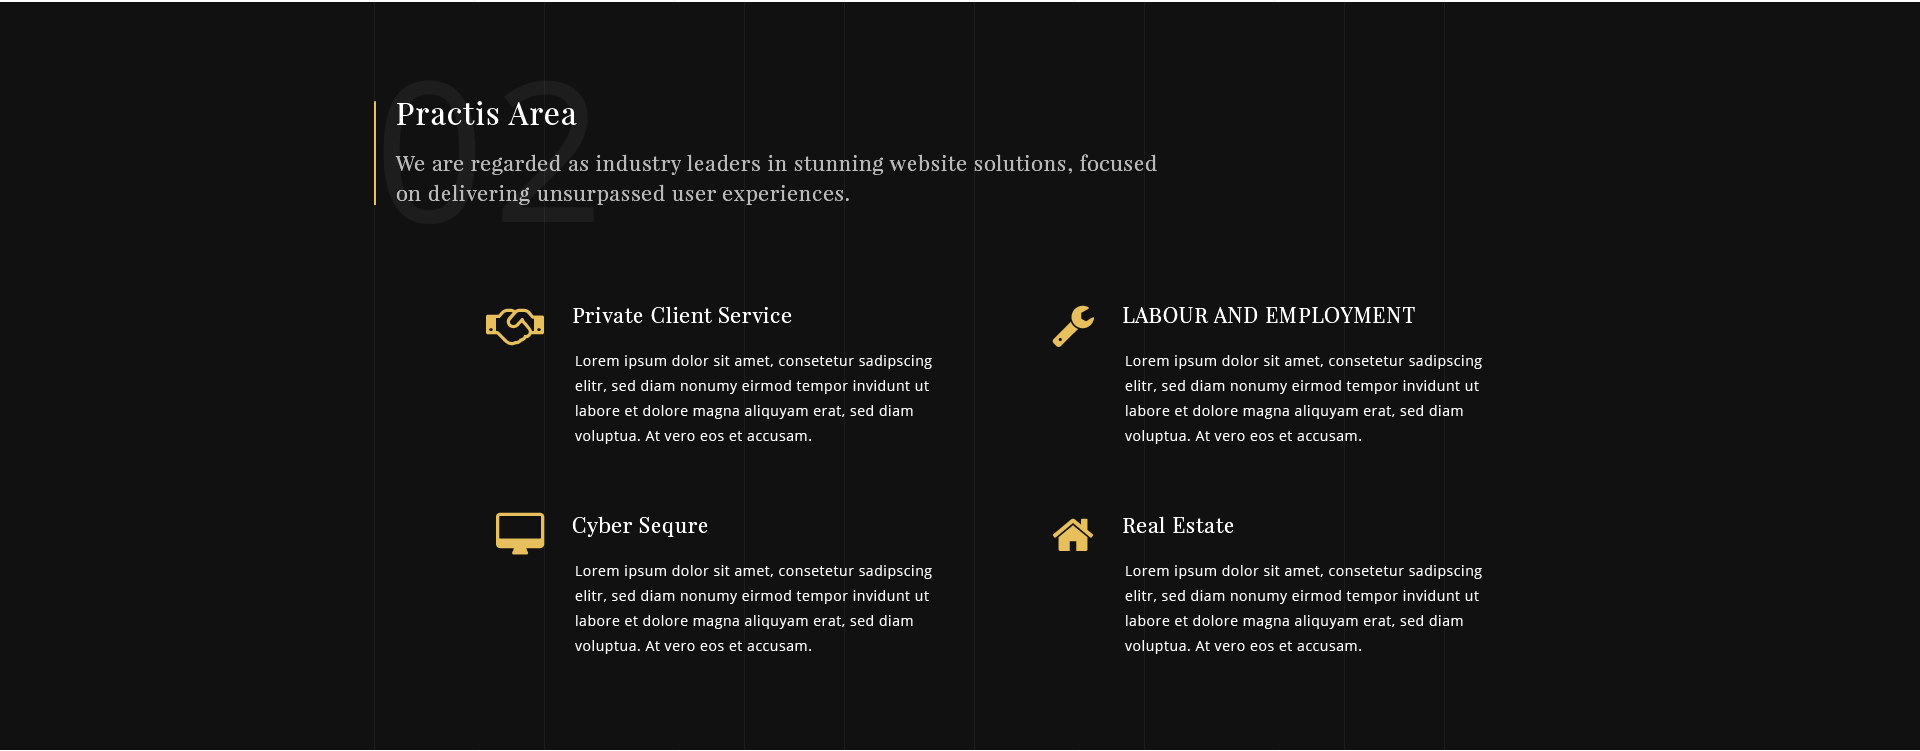 02
Practis Area
We are regarded as industry leaders in stunning website solutions, focused
on delivering unsurpassed user experiences.
Private Client Service
Lorem ipsum dolor sit amet, consetetur sadipscing
elitr, sed diam nonumy eirmod tempor invidunt ut
labore et dolore magna aliquyam erat, sed diam
voluptua. At vero eos et accusam.
LABOUR AND EMPLOYMENT
Lorem ipsum dolor sit amet, consetetur sadipscing
elitr, sed diam nonumy eirmod tempor invidunt ut
labore et dolore magna aliquyam erat, sed diam
voluptua. At vero eos et accusam.
Cyber Sequre
Lorem ipsum dolor sit amet, consetetur sadipscing
elitr, sed diam nonumy eirmod tempor invidunt ut
labore et dolore magna aliquyam erat, sed diam
voluptua. At vero eos et accusam.
Real Estate
Lorem ipsum dolor sit amet, consetetur sadipscing
elitr, sed diam nonumy eirmod tempor invidunt ut
labore et dolore magna aliquyam erat, sed diam
voluptua. At vero eos et accusam.